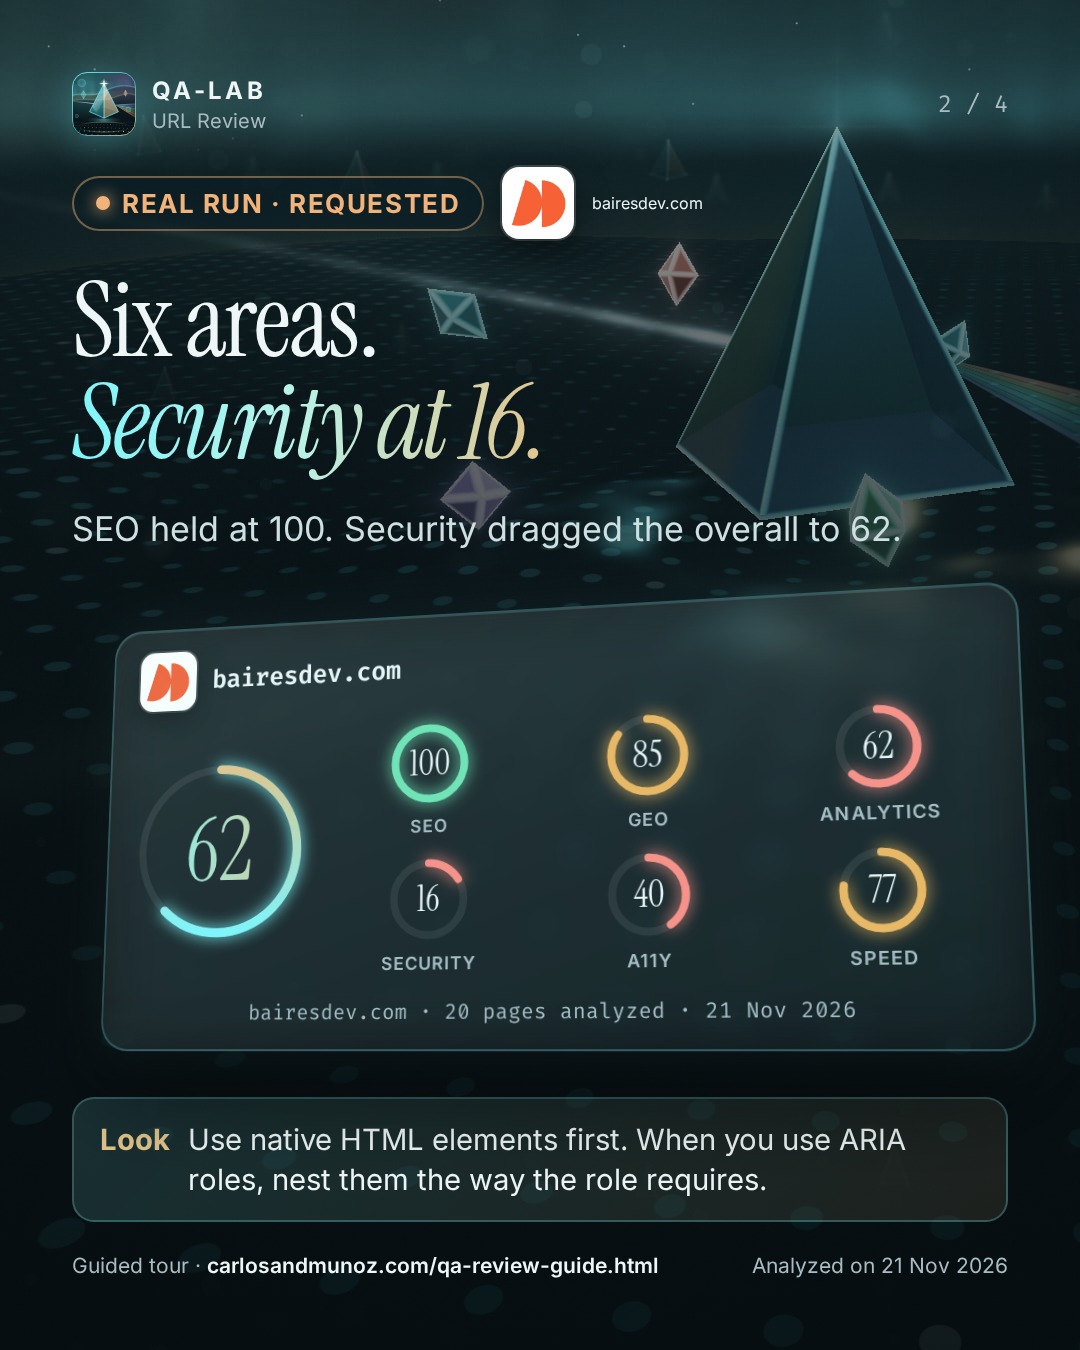 QA-LAB
URL Review
2 / 4
REAL RUN · REQUESTED
bairesdev.com
Six areas.
Security at 16.
SEO held at 100. Security dragged the overall to 62.
bairesdev.com
62
100
SEO
85
GEO
62
ANALYTICS
16
SECURITY
40
A11Y
77
SPEED
bairesdev.com · 20 pages analyzed · 21 Nov 2026
Look Use native HTML elements first. When you use ARIA
roles, nest them the way the role requires.
Guided tour · carlosandmunoz.com/qa-review-guide.html
Analyzed on 21 Nov 2026